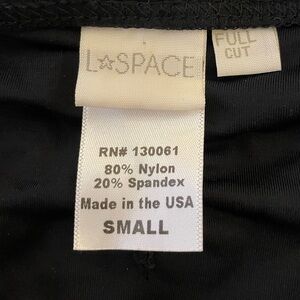 L☆SPACE
FULL
CUT
RN# 130061
80% Nylon
20% Spandex
Made in the USA
SMALL